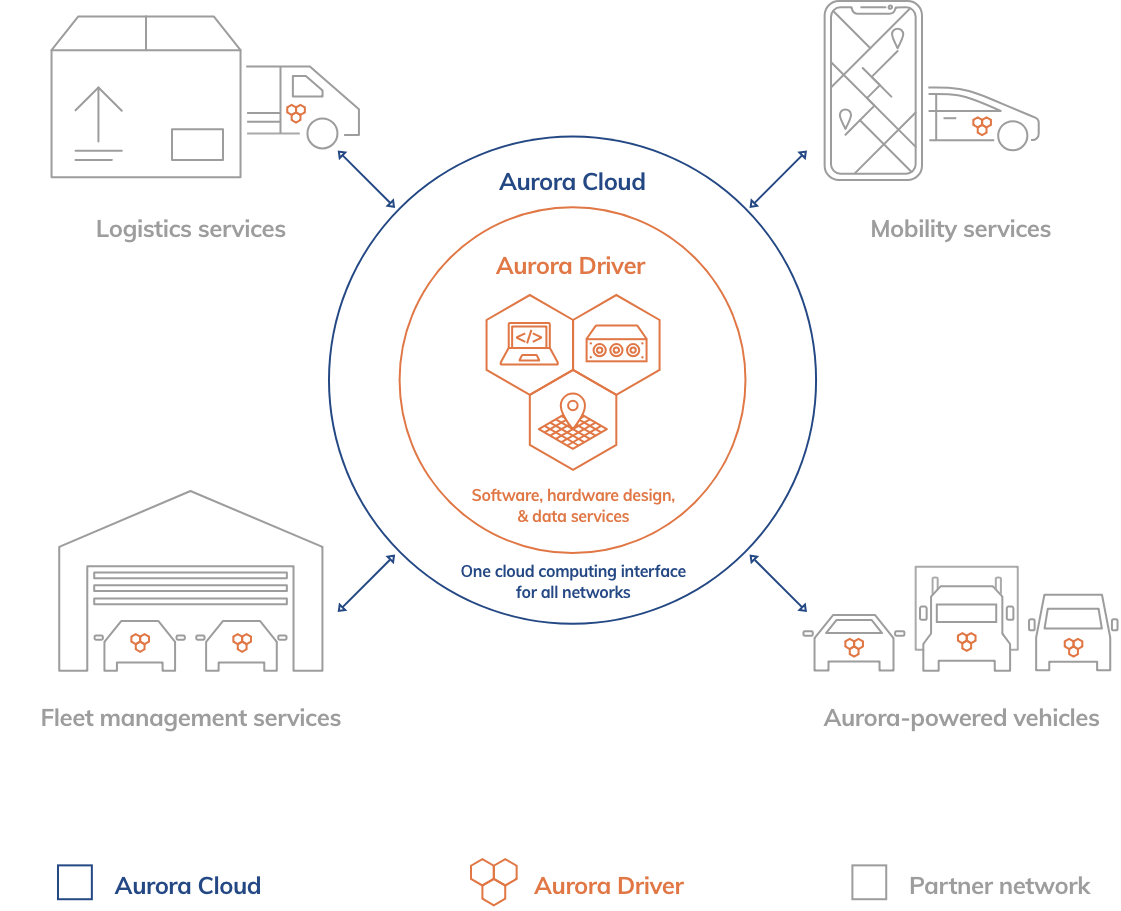 Aurora Cloud
Logistics services
Mobility services
Aurora Driver
</>
Software, hardware design,
& data services
One cloud computing interface
for all networks
Fleet management services
Aurora-powered vehicles
Aurora Cloud
Aurora Driver
Partner network